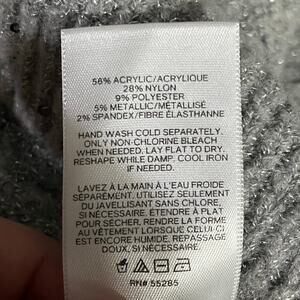 56% ACRYLIC/ACRYLIQUE
28% NYLON
9% POLYESTER
5% METALLIC/MÉTALLISÉ
2% SPANDEX/FIBRE ÉLASTHANNE
HAND WASH COLD SEPARATELY.
ONLY NON-CHLORINE BLEACH
WHEN NEEDED. LAY FLAT TO DRY.
RESHAPE WHILE DAMP. COOL IRON
IF NEEDED.
LAVEZ À LA MAIN À L'EAU FROIDE
SÉPARÉMENT. UTILISEZ SEULEMENT
DU JAVELLISANT SANS CHLORE,
SI NÉCESSAIRE. ÉTENDRE À PLAT
POUR SÉCHER. RENDRE LA FORME
AU VÊTEMENT LORSQUE CELUI-CI
EST ENCORE HUMIDE. REPASSAGE
DOUX, SI NÉCESSAIRE.
RN# 55285